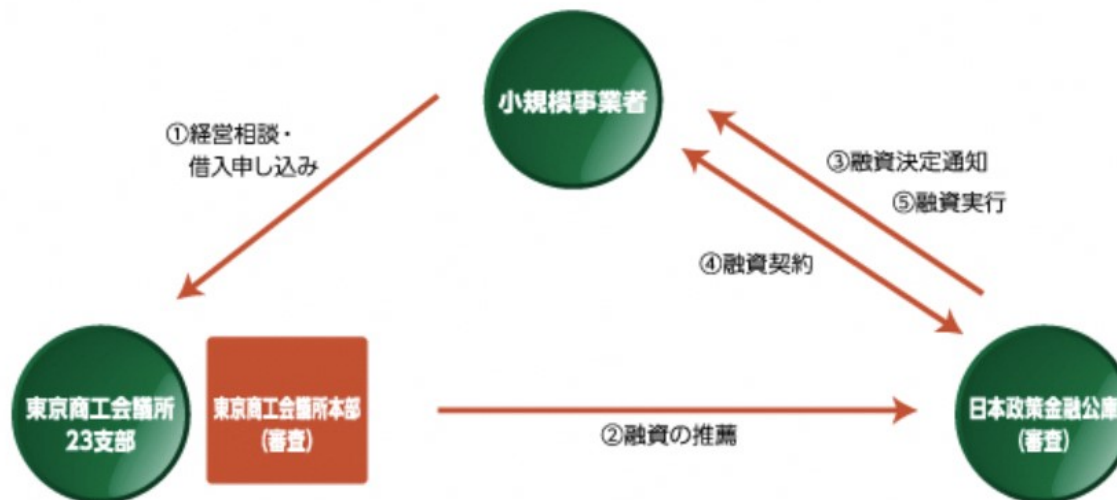 小規模事業者
①経営相談・
借入申し込み
③融資決定通知
⑤融資実行
④融資契約
東京商工会議所
23支部
東京商工会議所本部
(審査)
②融資の推薦
日本政策金融公庫
(審査)